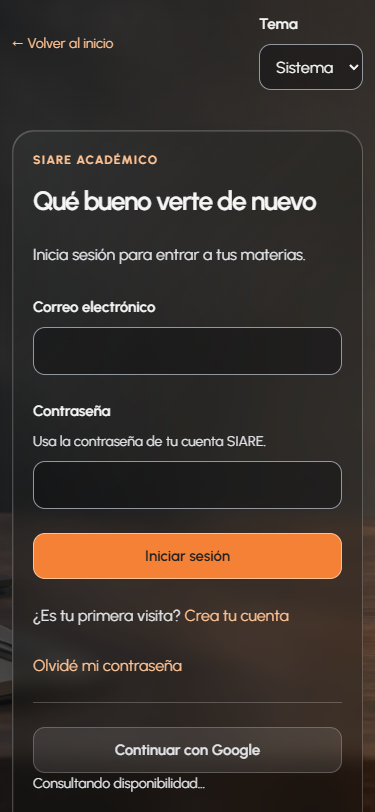 Tema
← Volver al inicio
Sistema
SIARE ACADÉMICO
Qué bueno verte de nuevo
Inicia sesión para entrar a tus materias.
Correo electrónico
Contraseña
Usa la contraseña de tu cuenta SIARE.
Iniciar sesión
¿Es tu primera visita? Crea tu cuenta
Olvidé mi contraseña
Continuar con Google
Consultando disponibilidad...